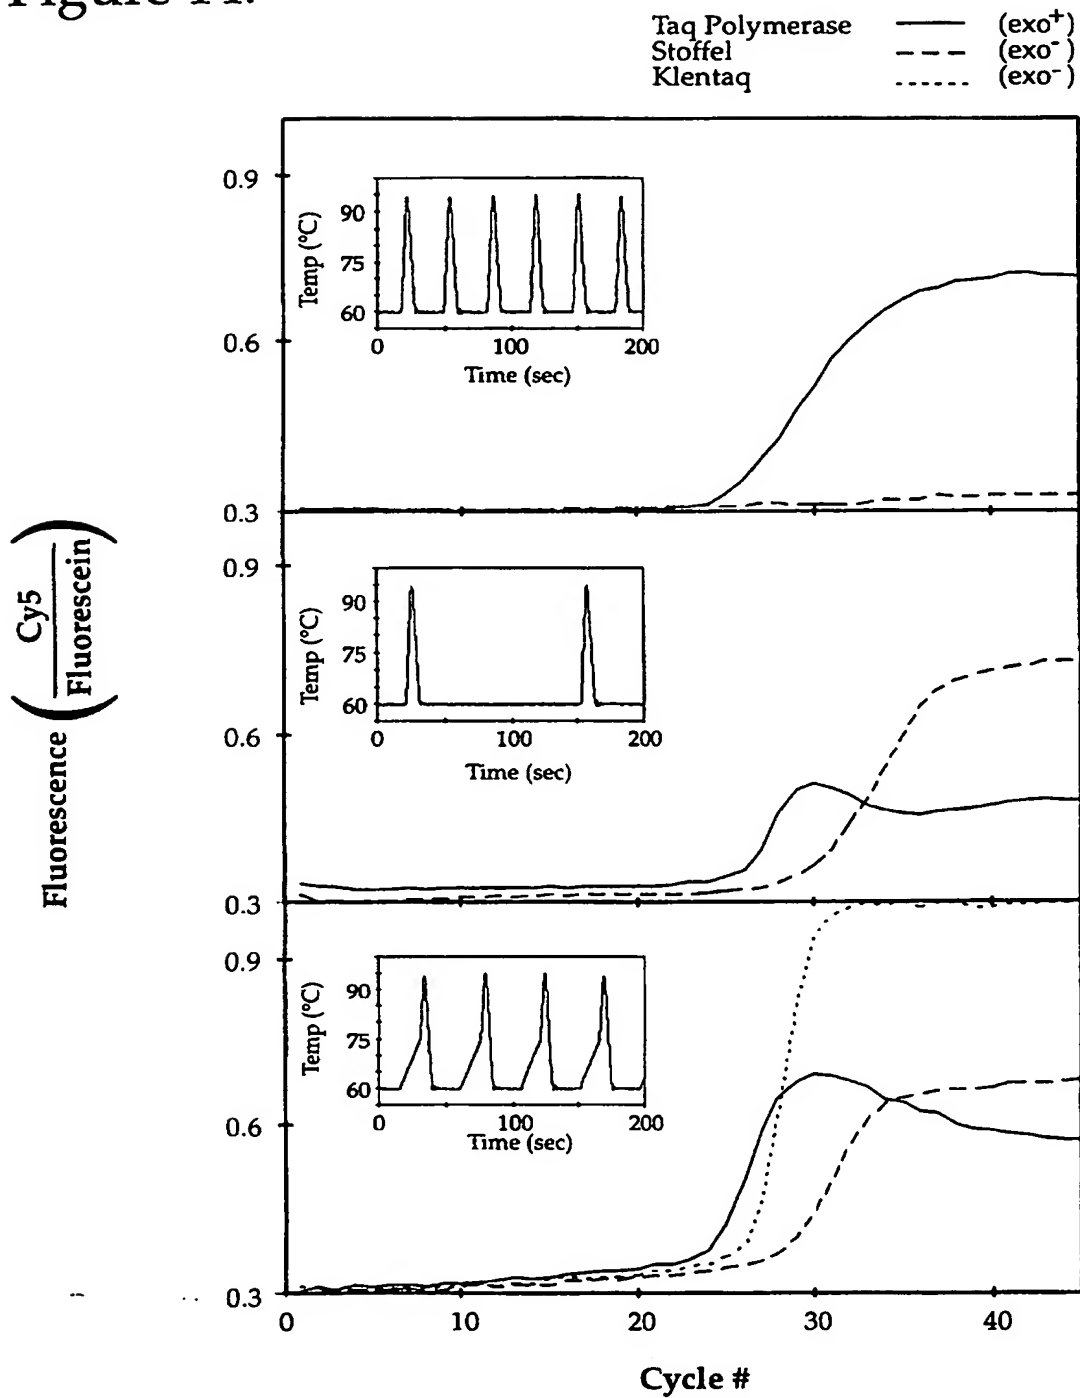 Taq Polymerase (exo+)
Stoffel (exo-)
Klentaq (exo-)
0.9
0.6
0.3
Temp (°C)
90
75
60
0 100 200
Time (sec)
0.9
0.6
0.3
Temp (°C)
90
75
60
0 100 200
Time (sec)
0.9
0.6
0.3
Temp (°C)
90
75
60
0 100 200
Time (sec)
Fluorescence (Cy5 / Fluorescein)
0 10 20 30 40
Cycle #